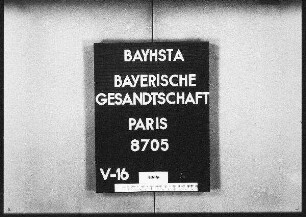 BAYHSTA
BAYERISCHE
GESANDTSCHAFT
PARIS
8705
V-16